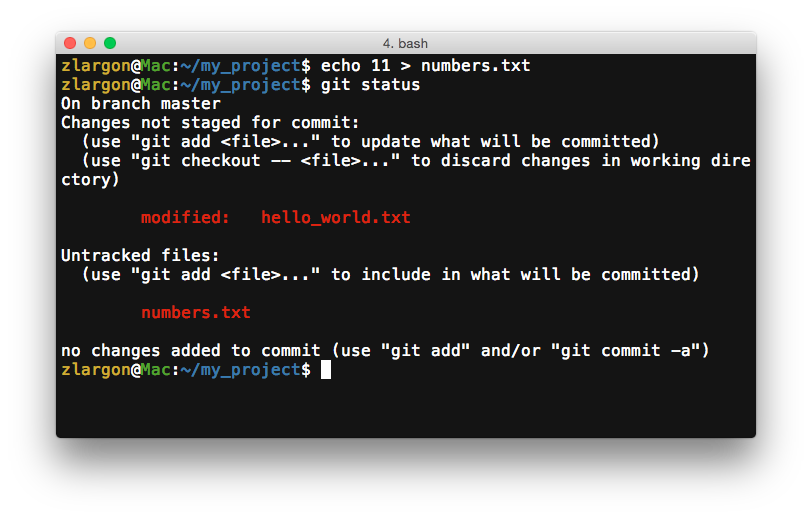 4. bash
zlargon@Mac:~/my_project$ echo 11 > numbers.txt
zlargon@Mac:~/my_project$ git status
On branch master
Changes not staged for commit:
  (use "git add <file>..." to update what will be committed)
  (use "git checkout -- <file>..." to discard changes in working dire
ctory)
        modified:   hello_world.txt
Untracked files:
  (use "git add <file>..." to include in what will be committed)
        numbers.txt
no changes added to commit (use "git add" and/or "git commit -a")
zlargon@Mac:~/my_project$